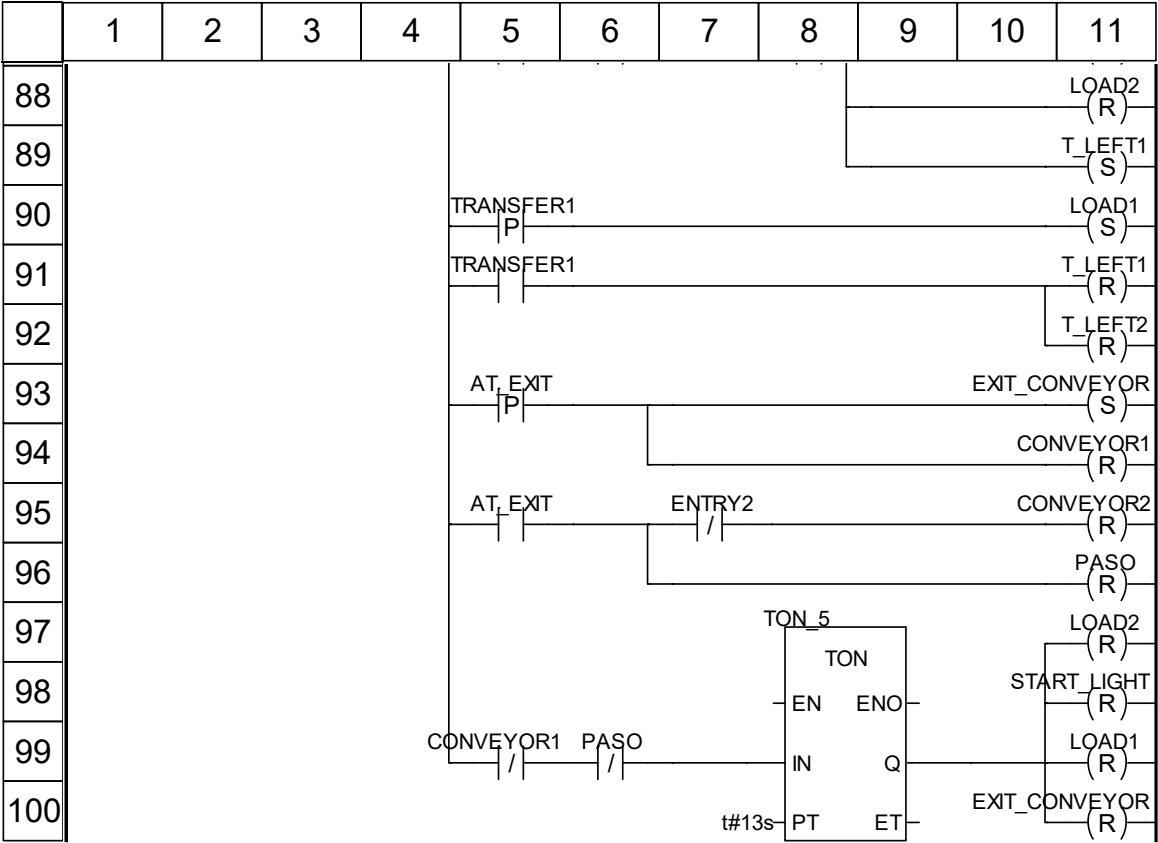 1 2 3 4 5 6 7 8 9 10 11
LOAD2
88 R
T_LEFT1
89 S
TRANSFER1 LOAD1
90 P S
TRANSFER1 T_LEFT1
91 R
T_LEFT2
92 R
AT_EXIT EXIT_CONVEYOR
93 P S
CONVEYOR1
94 R
AT_EXIT ENTRY2 CONVEYOR2
95 / R
PASO
96 R
TON_5 LOAD2
97 TON R
START_LIGHT
98 EN ENO R
CONVEYOR1 PASO LOAD1
99 / / IN Q R
EXIT_CONVEYOR
100 t#13s PT ET R